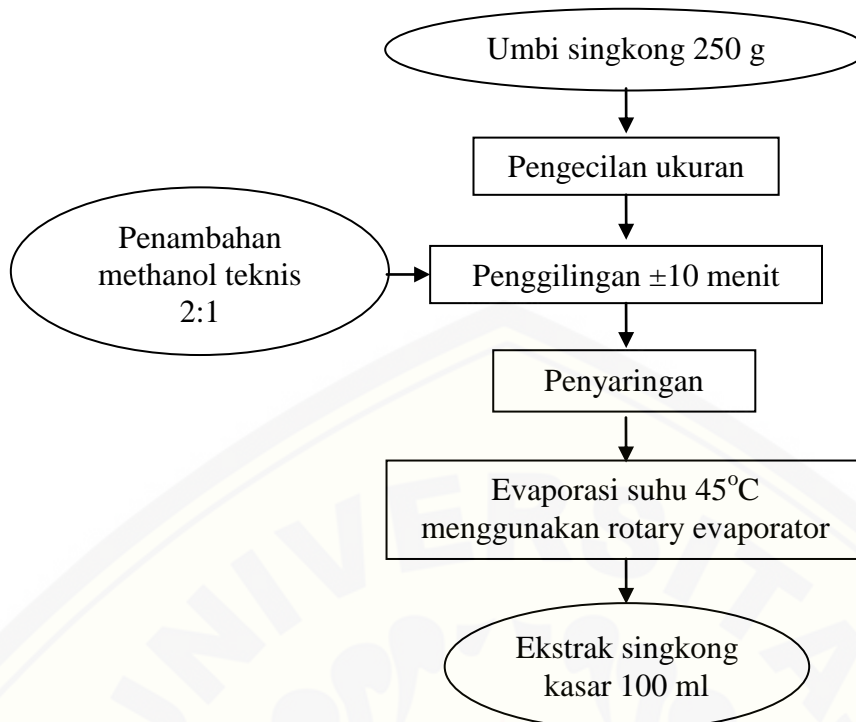 Umbi singkong 250 g
Pengecilan ukuran
Penambahan
methanol teknis
2:1
Penggilingan ±10 menit
Penyaringan
Evaporasi suhu 45°C
menggunakan rotary evaporator
Ekstrak singkong
kasar 100 ml
UNIVERSITA